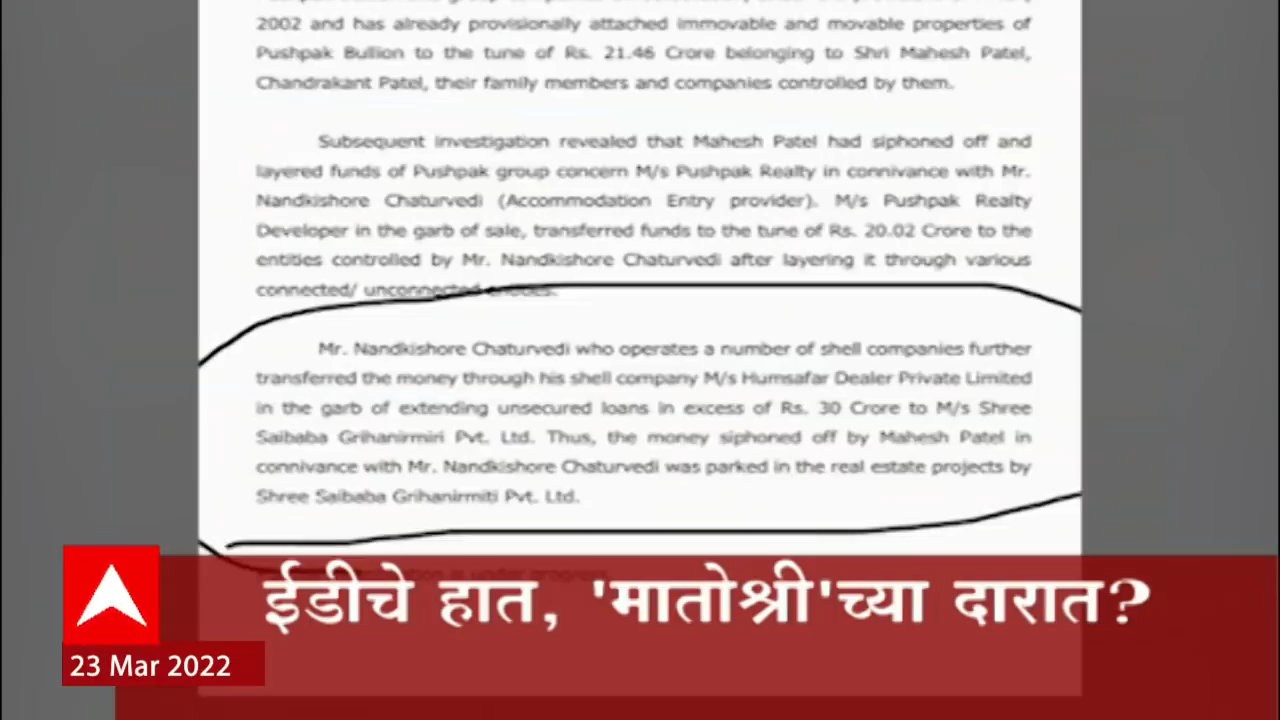 2002 and has already provisionally attached immovable and movable properties of
Pushpak Bullion to the tune of Rs. 21.46 Crore belonging to Shri Mahesh Patel,
Chandrakant Patel, their family members and companies controlled by them.
Subsequent investigation revealed that Mahesh Patel had siphoned off and
layered funds of Pushpak group concern M/s Pushpak Realty in connivance with Mr.
Nandkishore Chaturvedi (Accommodation Entry provider). M/s Pushpak Realty
Developer in the garb of sale, transferred funds to the tune of Rs. 20.02 Crore to the
entities controlled by Mr. Nandkishore Chaturvedi after layering it through various
connected/ unconnected entities.
Mr. Nandkishore Chaturvedi who operates a number of shell companies further
transferred the money through his shell company M/s Humsafar Dealer Private Limited
in the garb of extending unsecured loans in excess of Rs. 30 Crore to M/s Shree
Saibaba Grihanirmiri Pvt. Ltd. Thus, the money siphoned off by Mahesh Patel in
connivance with Mr. Nandkishore Chaturvedi was parked in the real estate projects by
Shree Saibaba Grihanirmiti Pvt. Ltd.
ईडीचे हात, 'मातोश्री'च्या दारात?
23 Mar 2022